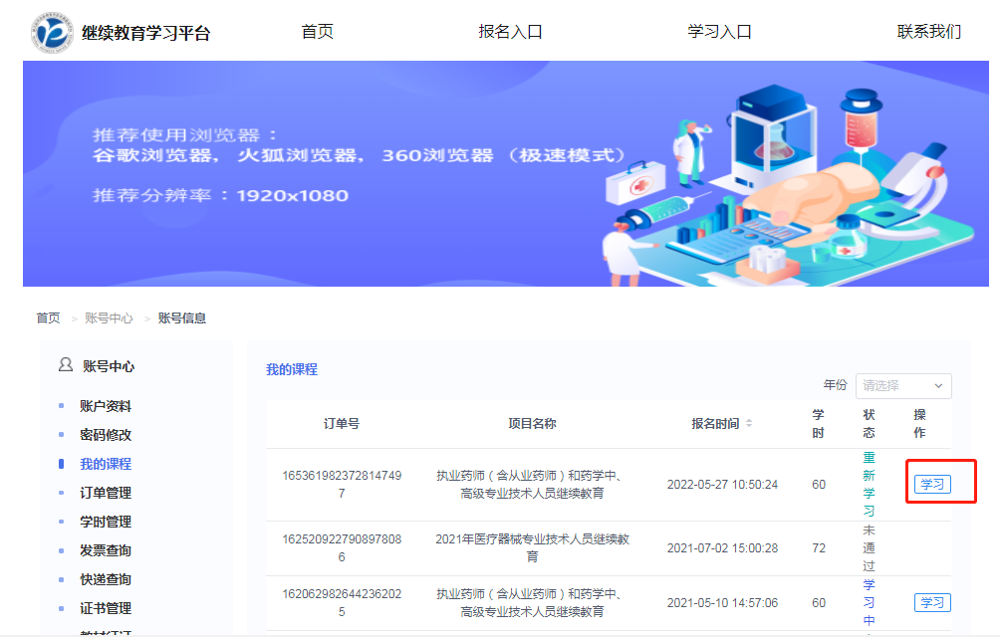 继续教育学习平台
首页
报名入口
学习入口
联系我们
推荐使用浏览器：
谷歌浏览器，火狐浏览器，360浏览器（极速模式）
推荐分辨率：1920x1080
首页 > 账号中心 > 账号信息
账号中心
账户资料
密码修改
我的课程
订单管理
学时管理
发票查询
快递查询
证书管理
我的课程
年份 请选择
订单号
项目名称
报名时间
学
时
状
态
操
作
165361982372814749
7
执业药师（含从业药师）和药学中、
高级专业技术人员继续教育
2022-05-27 10:50:24
60
重
新
学
习
学习
162520922790897808
6
2021年医疗器械专业技术人员继续教
育
2021-07-02 15:00:28
72
未
通
过
162062982644236202
5
执业药师（含从业药师）和药学中、
高级专业技术人员继续教育
2021-05-10 14:57:06
60
学
习
中
学习